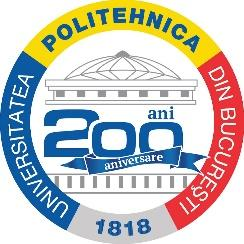 UNIVERSITATEA
POLITEHNICA
DIN BUCUREȘTI
ani
200
aniversare
1818